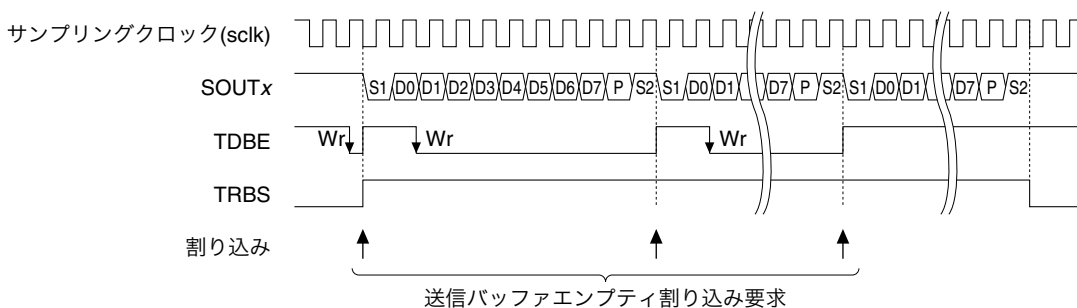 サンプリングクロック(sclk)
SOUTx S1 D0 D1 D2 D3 D4 D5 D6 D7 P S2 S1 D0 D1 D7 P S2 S1 D0 D1 D7 P S2
TDBE Wr Wr Wr
TRBS
割り込み
送信バッファエンプティ割り込み要求